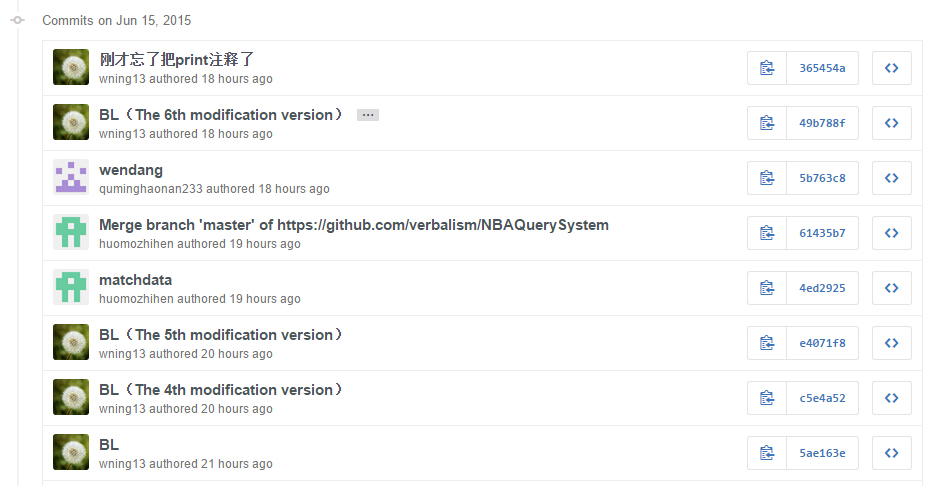 Commits on Jun 15, 2015
刚才忘了把print注释了
wning13 authored 18 hours ago
365454a
BL（The 6th modification version） …
wning13 authored 18 hours ago
49b788f
wendang
quminghaonan233 authored 18 hours ago
5b763c8
Merge branch 'master' of https://github.com/verbalism/NBAQuerySystem
huomozhihen authored 19 hours ago
61435b7
matchdata
huomozhihen authored 19 hours ago
4ed2925
BL（The 5th modification version）
wning13 authored 20 hours ago
e4071f8
BL（The 4th modification version）
wning13 authored 20 hours ago
c5e4a52
BL
wning13 authored 21 hours ago
5ae163e